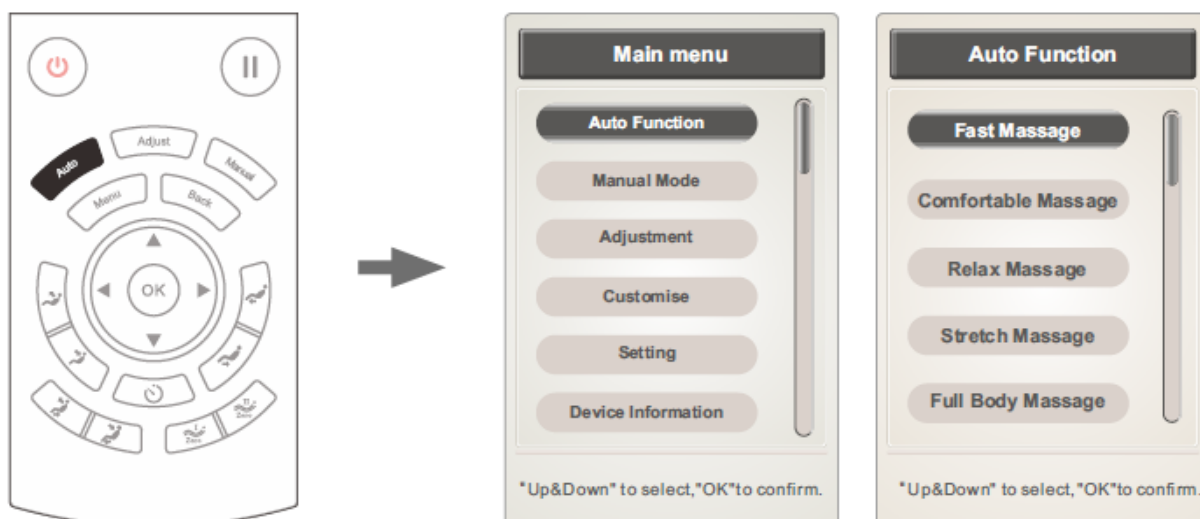 Adjust
Auto
Manual
Menu
Back
OK
Zero
Zero
Main menu
Auto Function
Manual Mode
Adjustment
Customise
Setting
Device Information
"Up&Down" to select,"OK"to confirm.
Auto Function
Fast Massage
Comfortable Massage
Relax Massage
Stretch Massage
Full Body Massage
"Up&Down" to select,"OK"to confirm.